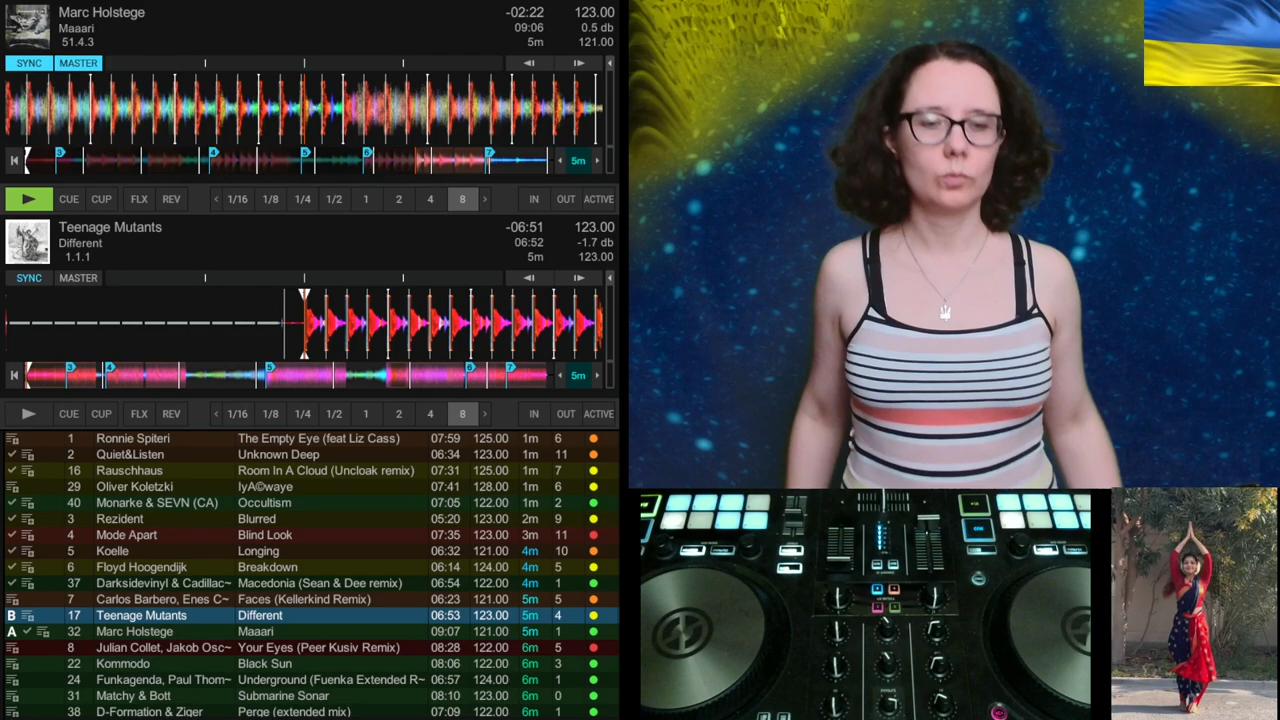 Marc Holstege -02:22 123.00
Maaari 09:06 0.5 db
51.4.3 5m 121.00
SYNC MASTER
3 4 5 6 7 5m
CUE CUP FLX REV 1/16 1/8 1/4 1/2 1 2 4 8 IN OUT ACTIVE
Teenage Mutants -06:51 123.00
Different 06:52 -1.7 db
1.1.1 5m 123.00
SYNC MASTER
3 4 5 6 7 5m
CUE CUP FLX REV 1/16 1/8 1/4 1/2 1 2 4 8 IN OUT ACTIVE
1 Ronnie Spiteri The Empty Eye (feat Liz Cass) 07:59 125.00 1m 6
2 Quiet&Listen Unknown Deep 06:34 122.00 1m 11
16 Rauschhaus Room In A Cloud (Uncloak remix) 07:31 125.00 1m 7
29 Oliver Koletzki IyA©waye 07:41 128.00 1m 6
40 Monarke & SEVN (CA) Occultism 07:05 122.00 1m 2
3 Rezident Blurred 05:20 123.00 2m 9
4 Mode Apart Blind Look 07:35 122.00 3m 11
5 Koelle Longing 06:32 121.00 4m 10
6 Floyd Hoogendijk Breakdown 06:14 124.00 4m 5
37 Darksidevinyl & Cadillac~ Macedonia (Sean & Dee remix) 06:54 122.00 4m 1
7 Carlos Barbero, Enes C~ Faces (Kellerkind Remix) 06:23 121.00 5m 5
B 17 Teenage Mutants Different 06:53 123.00 5m 4
A 32 Marc Holstege Maaari 09:07 121.00 5m 1
8 Julian Collet, Jakob Osc~ Your Eyes (Peer Kusiv Remix) 08:28 122.00 6m 5
22 Kommodo Black Sun 08:06 122.00 6m 3
24 Funkagenda, Paul Thom~ Underground (Fuenka Extended R~ 06:57 124.00 6m 1
31 Matchy & Bott Submarine Sonar 08:10 123.00 6m 0
38 D-Formation & Ziger Perge (extended mix) 07:09 122.00 6m 1